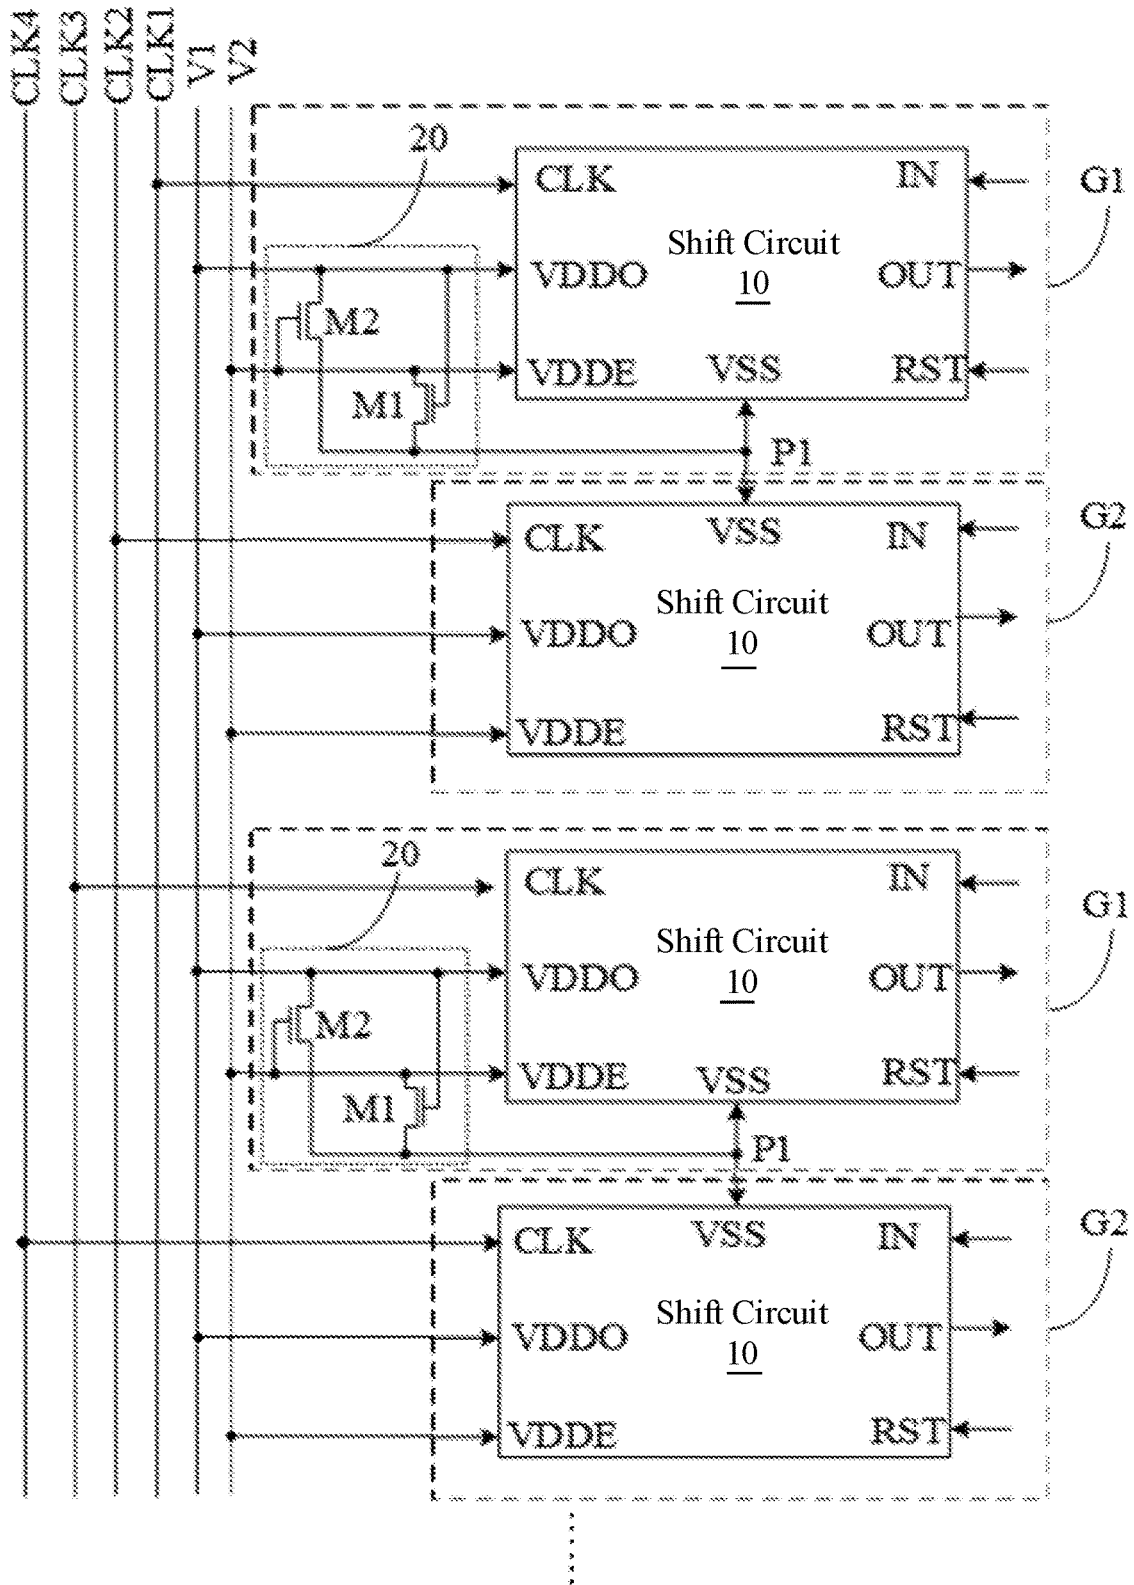 CLK4
CLK3
CLK2
CLK1
V1
V2
20
CLK
IN
G1
Shift Circuit
VDDO
10
OUT
M2
VDDE
VSS
RST
M1
P1
CLK
VSS
IN
G2
Shift Circuit
VDDO
10
OUT
VDDE
RST
20
CLK
IN
G1
Shift Circuit
VDDO
10
OUT
M2
VDDE
VSS
RST
M1
P1
CLK
VSS
IN
G2
Shift Circuit
VDDO
10
OUT
VDDE
RST